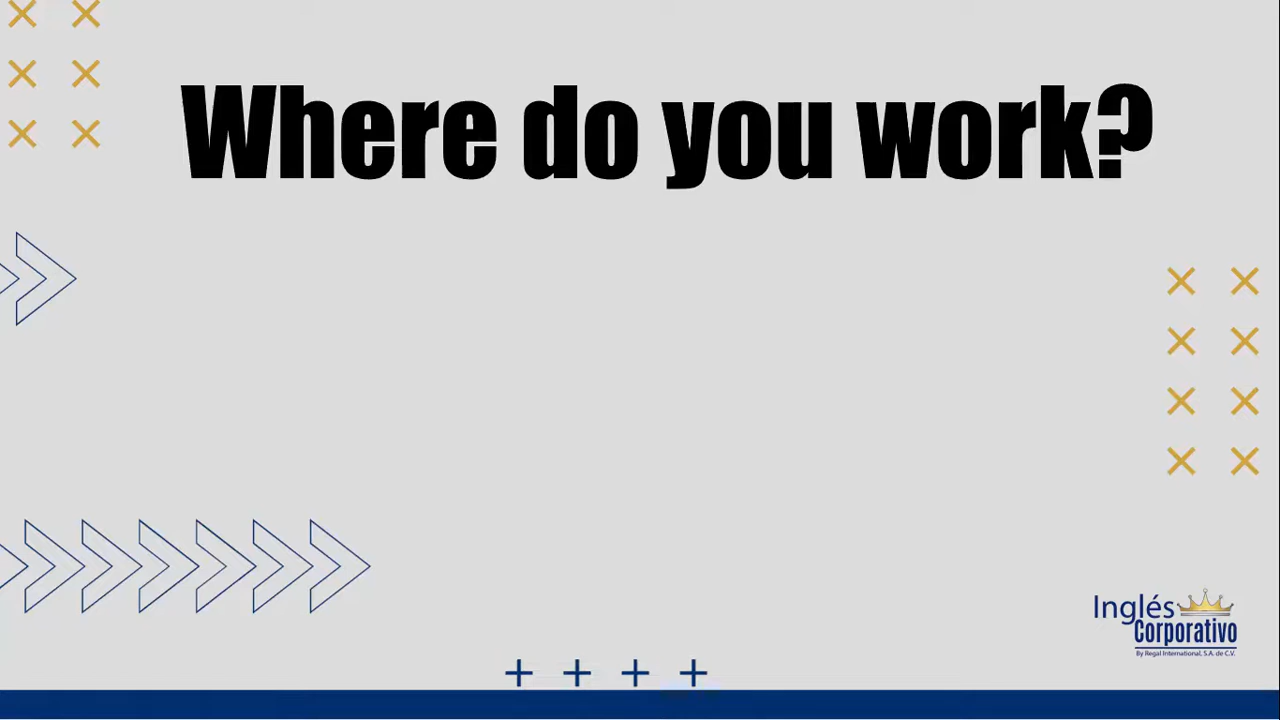 Where do you work?
Inglés
Corporativo
By Regal International, S.A. de C.V.